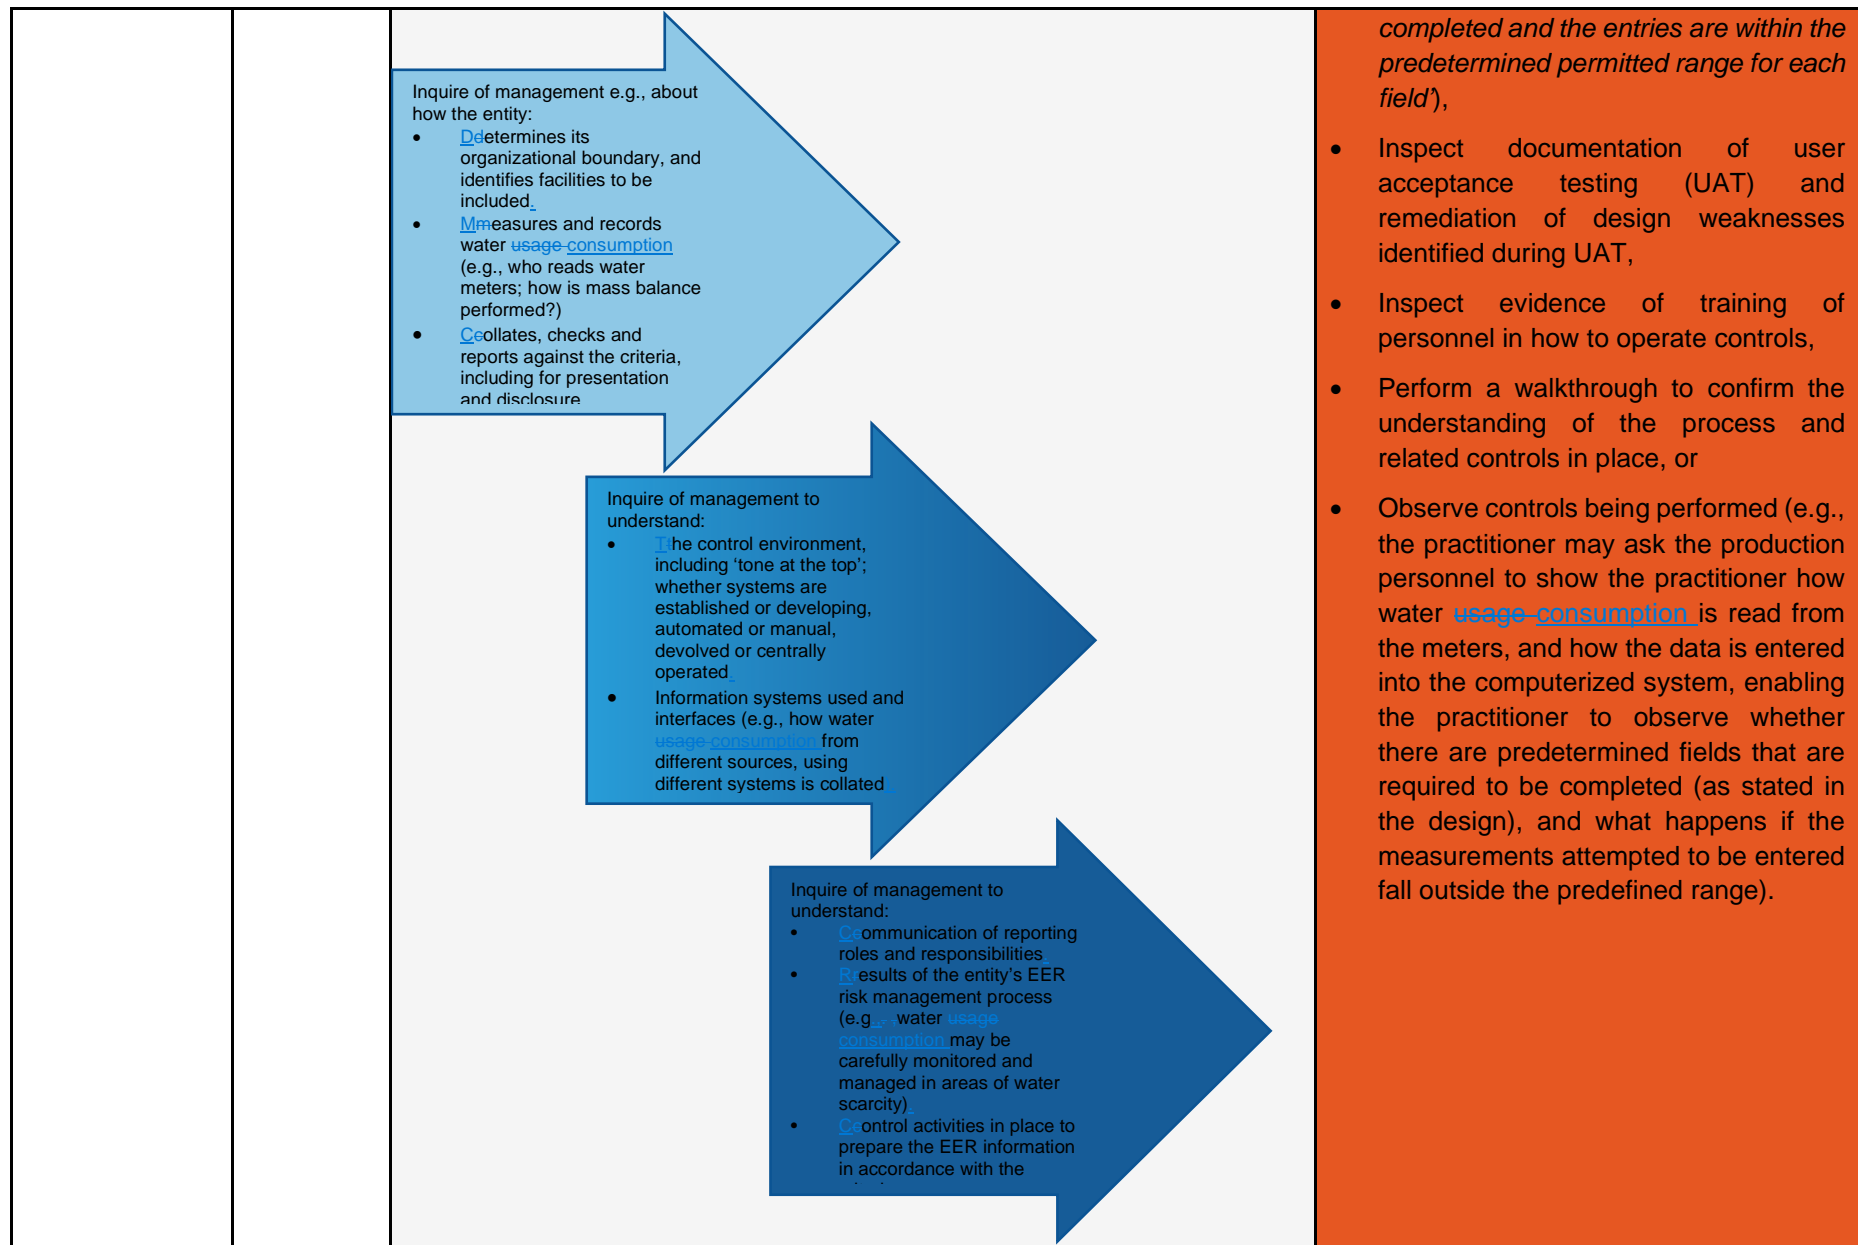 Inquire of management e.g., about
how the entity:
• Ddetermines its
organizational boundary, and
identifies facilities to be
included.
• Mmeasures and records
water usage consumption
(e.g., who reads water
meters; how is mass balance
performed?)
• Ccollates, checks and
reports against the criteria,
including for presentation
and disclosure
Inquire of management to
understand:
• Tthe control environment,
including ‘tone at the top’;
whether systems are
established or developing,
automated or manual,
devolved or centrally
operated.
• Information systems used and
interfaces (e.g., how water
usage consumption from
different sources, using
different systems is collated
Inquire of management to
understand:
• Ccommunication of reporting
roles and responsibilities.
• Rresults of the entity’s EER
risk management process
(e.g., water usage
consumption may be
carefully monitored and
managed in areas of water
scarcity).
• Ccontrol activities in place to
prepare the EER information
in accordance with the
completed and the entries are within the
predetermined permitted range for each
field’),
• Inspect documentation of user
acceptance testing (UAT) and
remediation of design weaknesses
identified during UAT,
• Inspect evidence of training of
personnel in how to operate controls,
• Perform a walkthrough to confirm the
understanding of the process and
related controls in place, or
• Observe controls being performed (e.g.,
the practitioner may ask the production
personnel to show the practitioner how
water usage consumption is read from
the meters, and how the data is entered
into the computerized system, enabling
the practitioner to observe whether
there are predetermined fields that are
required to be completed (as stated in
the design), and what happens if the
measurements attempted to be entered
fall outside the predefined range).